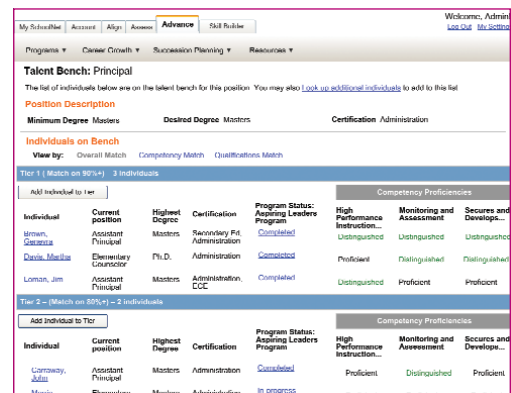 Welcome, Admin
My SchoolNet Account Align Assess Advance Skill Builder
Log Out My Setting
Programs ▼ Career Growth ▼ Succession Planning ▼ Resources ▼
Talent Bench: Principal
The list of individuals below are on the talent bench for this position You may also Look up additional individuals to add to this list
Position Description
Minimum Degree Masters Desired Degree Masters Certification Administration
Individuals on Bench
View by: Overall Match Competency Match Qualifications Match
Tier 1 ( Match on 90%+) 3 Individuals
Add Individual to Tier Competency Proficiencies
Individual Current position Highest Degree Certification Program Status: Aspiring Leaders Program High Performance Instruction... Monitoring and Assessment Secures and Develops...
Brown, Geneyra Assistant Principal Masters Secondary Ed, Administration Completed Distinguished Distinguished Distinguished
Davis, Martha Elementary Counselor Ph.D. Administration Completed Proficient Distinguished Distinguished
Loman, Jim Assistant Principal Masters Administration, ECE Completed Distinguished Proficient Proficient
Tier 2 – (Match on 80%+) – 2 individuals
Add Individual to Tier Competency Proficiencies
Individual Current position Highest Degree Certification Program Status: Aspiring Leaders Program High Performance Instruction... Monitoring and Assessment Secures and Develops...
Carraway, John Assistant Principal Masters Administration Completed Proficient Distinguished Proficient
Elementary Masters Administration In progress